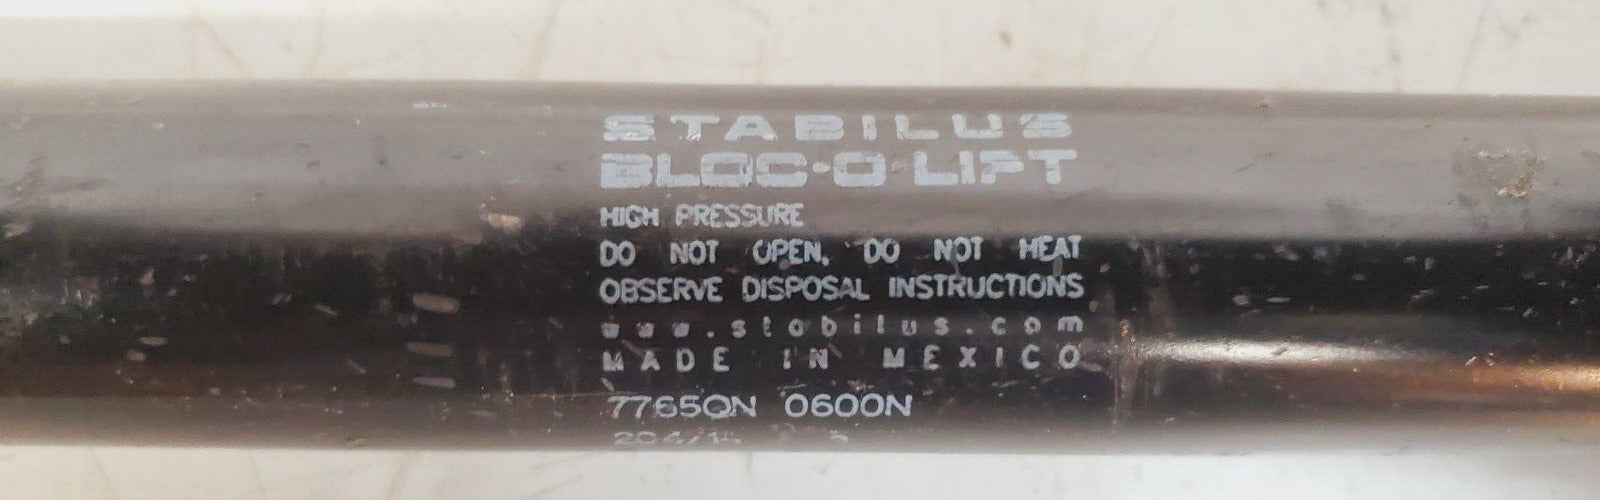 STABILUS
BLOC-O-LIFT
HIGH PRESSURE
DO NOT OPEN, DO NOT HEAT
OBSERVE DISPOSAL INSTRUCTIONS
www.stabilus.com
MADE IN MEXICO
7765QN 0600N